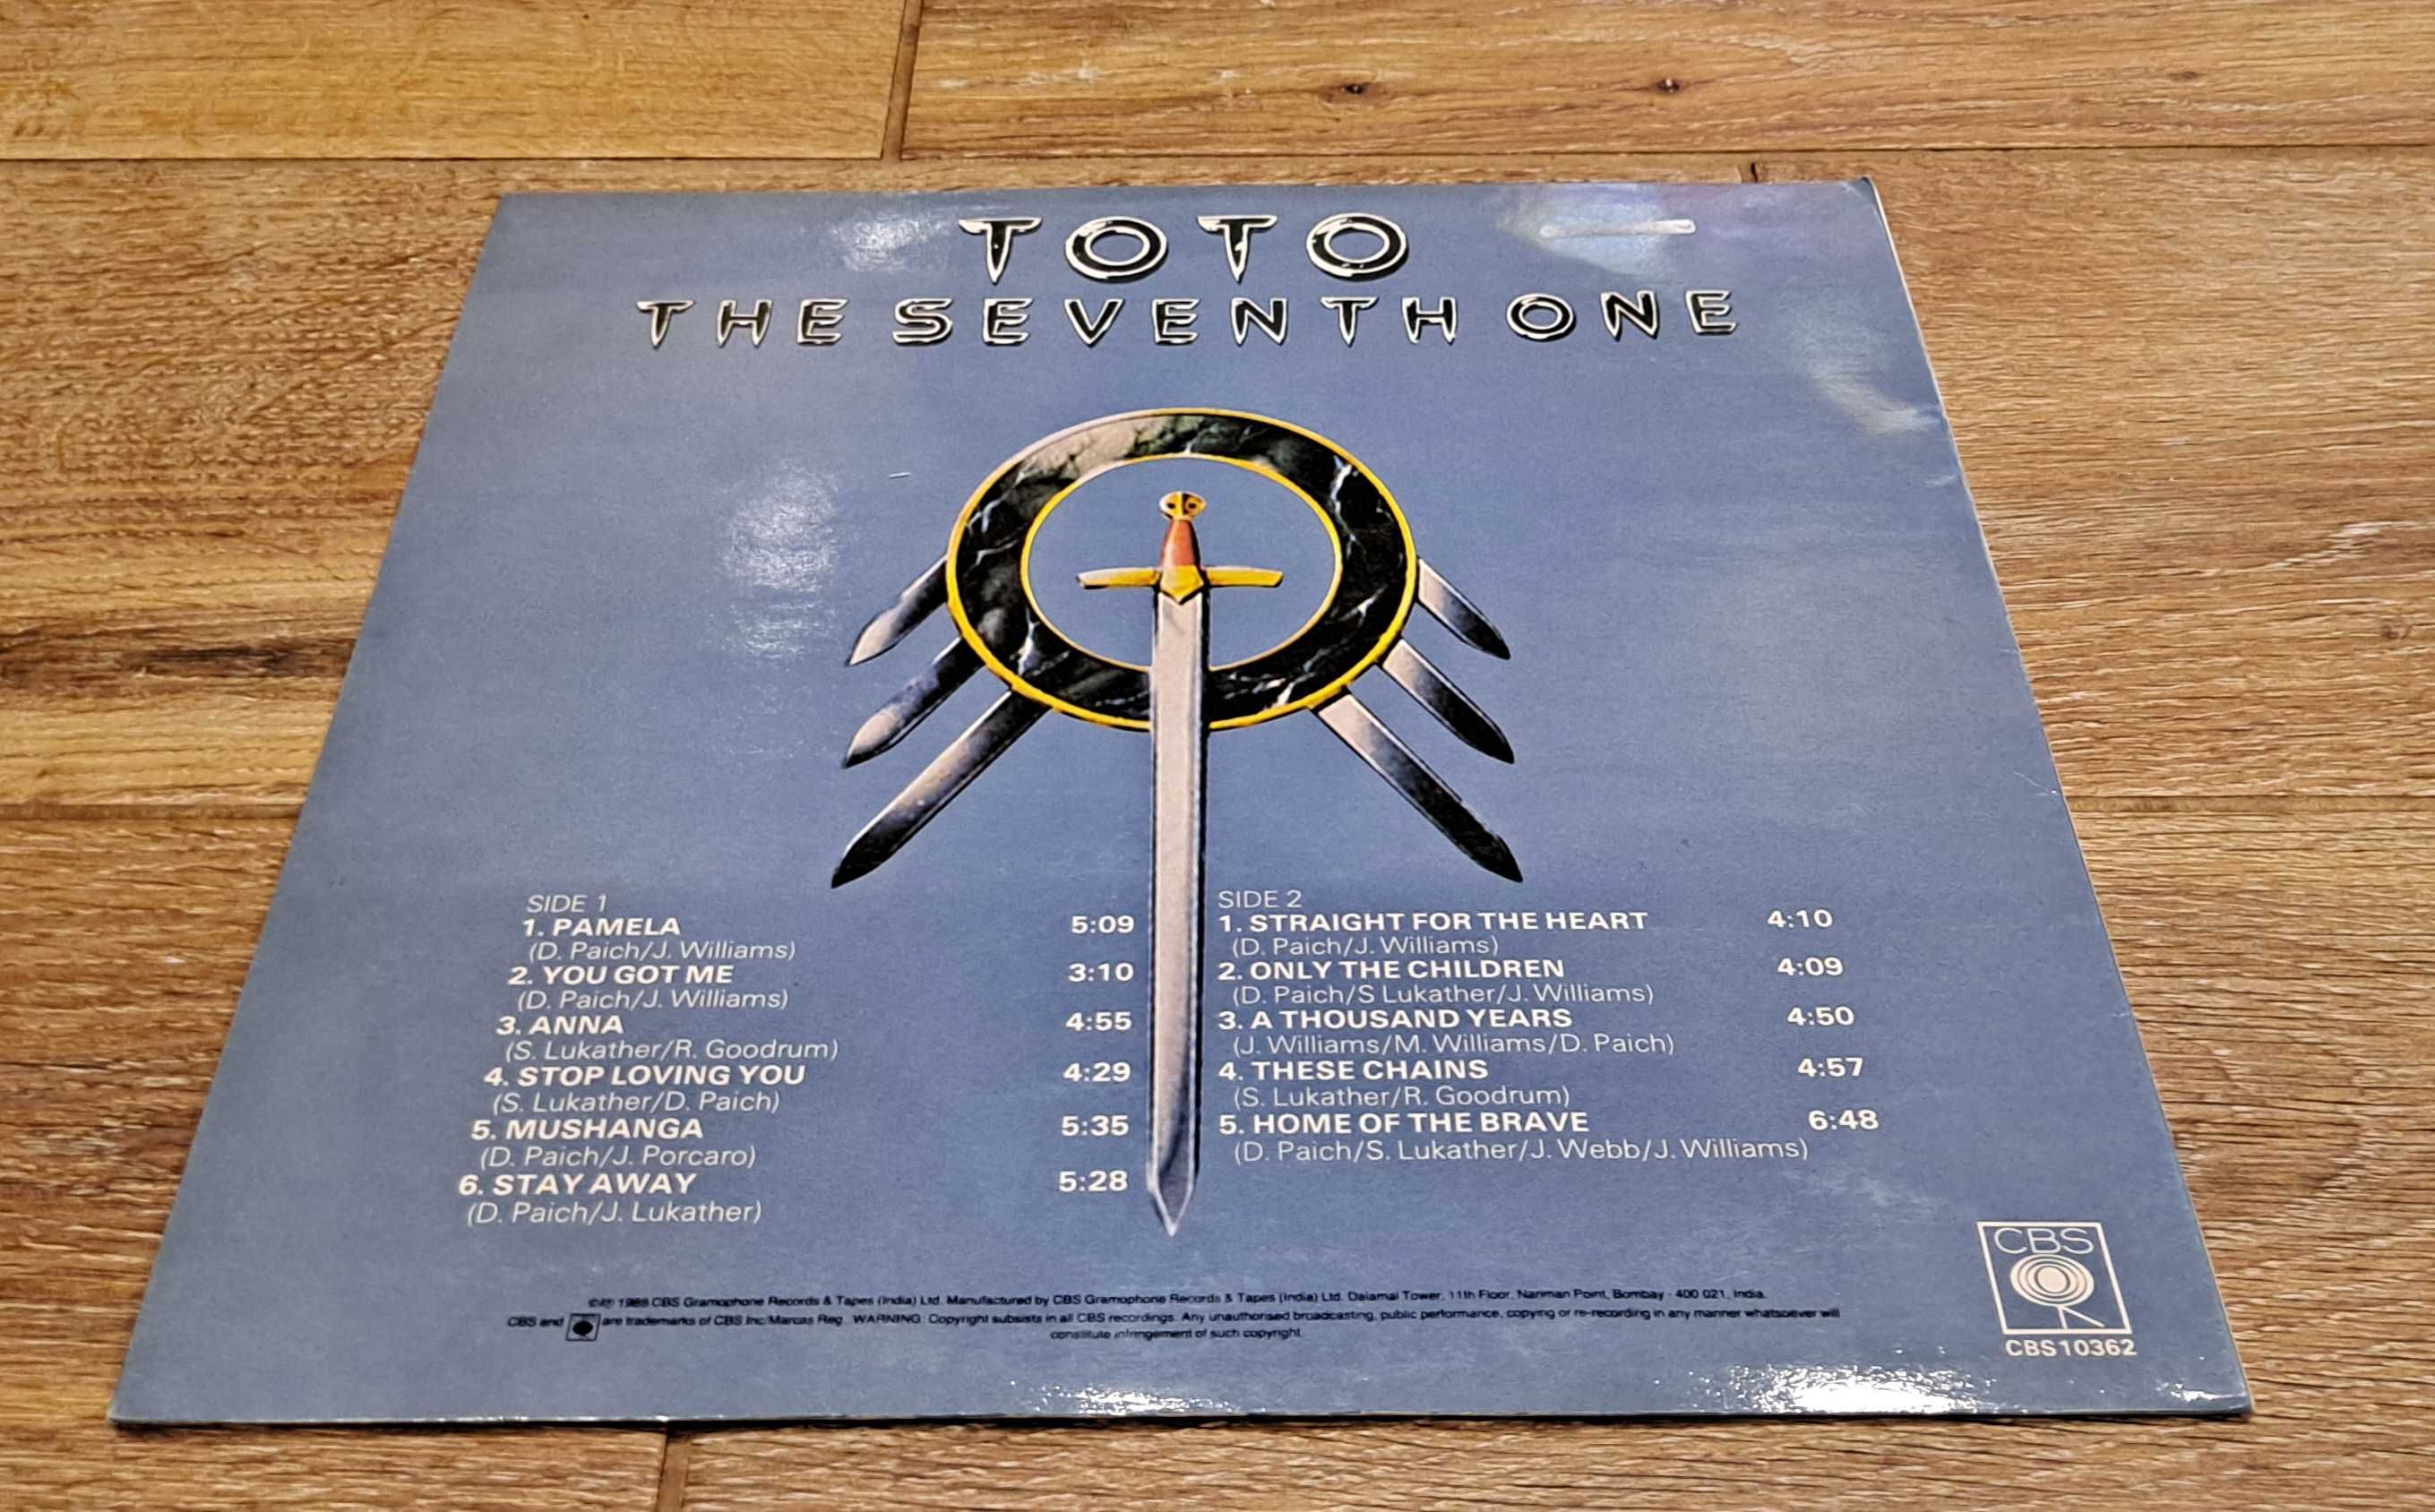 TOTO
THE SEVENTH ONE
SIDE 1
1. PAMELA 5:09
(D. Paich/J. Williams)
2. YOU GOT ME 3:10
(D. Paich/J. Williams)
3. ANNA 4:55
(S. Lukather/R. Goodrum)
4. STOP LOVING YOU 4:29
(S. Lukather/D. Paich)
5. MUSHANGA 5:35
(D. Paich/J. Porcaro)
6. STAY AWAY 5:28
(D. Paich/J. Lukather)
SIDE 2
1. STRAIGHT FOR THE HEART 4:10
(D. Paich/J. Williams)
2. ONLY THE CHILDREN 4:09
(D. Paich/S Lukather/J. Williams)
3. A THOUSAND YEARS 4:50
(J. Williams/M. Williams/D. Paich)
4. THESE CHAINS 4:57
(S. Lukather/R. Goodrum)
5. HOME OF THE BRAVE 6:48
(D. Paich/S. Lukather/J. Webb/J. Williams)
©℗ 1988 CBS Gramophone Records & Tapes (India) Ltd. Manufactured by CBS Gramophone Records & Tapes (India) Ltd. Dalamal Tower, 11th Floor, Nariman Point, Bombay - 400 021, India.
CBS and are trademarks of CBS Inc/Marcas Reg. WARNING: Copyright subsists in all CBS recordings. Any unauthorised broadcasting, public performance, copying or re-recording in any manner whatsoever will
constitute infringement of such copyright.
CBS
CBS 10362